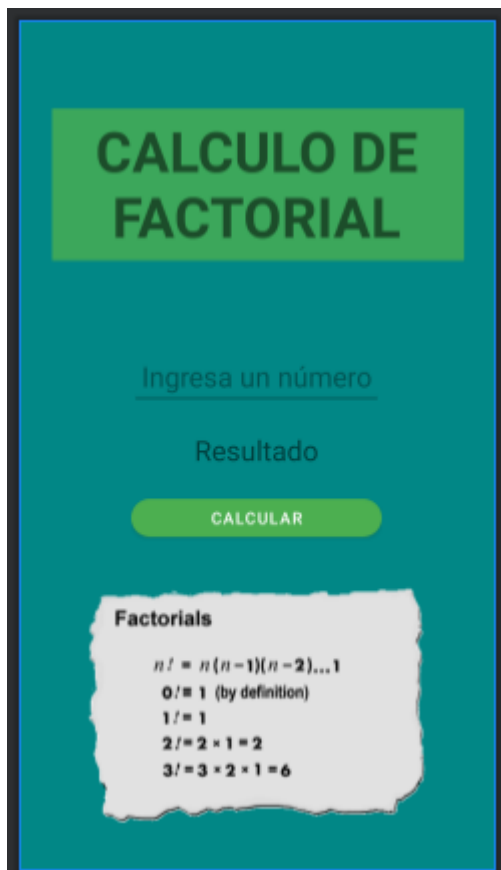 CALCULO DE
FACTORIAL
Ingresa un número
Resultado
CALCULAR
Factorials
n! = n(n-1)(n-2)...1
0!= 1 (by definition)
1!= 1
2!= 2 × 1 = 2
3!= 3 × 2 × 1 = 6